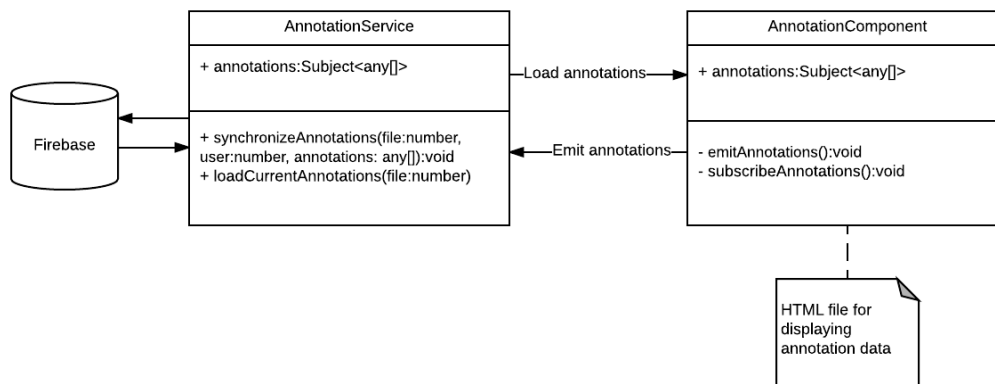 AnnotationService
+ annotations:Subject<any[]>
+ synchronizeAnnotations(file:number,
user:number, annotations: any[]):void
+ loadCurrentAnnotations(file:number)
Firebase
Load annotations
Emit annotations
AnnotationComponent
+ annotations:Subject<any[]>
- emitAnnotations():void
- subscribeAnnotations():void
HTML file for
displaying
annotation data